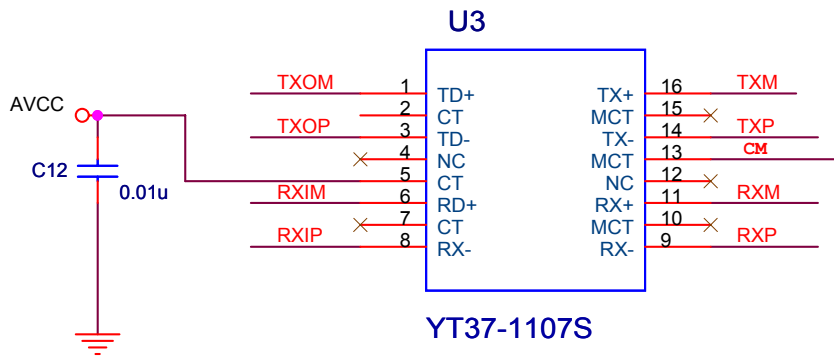 U3
AVCC
C12
0.01u
TXOM 1 TD+ TX+ 16 TXM
2 CT MCT 15
TXOP 3 TD- TX- 14 TXP
4 NC MCT 13 CM
5 CT NC 12
RXIM 6 RD+ RX+ 11 RXM
7 CT MCT 10
RXIP 8 RX- RX- 9 RXP
YT37-1107S